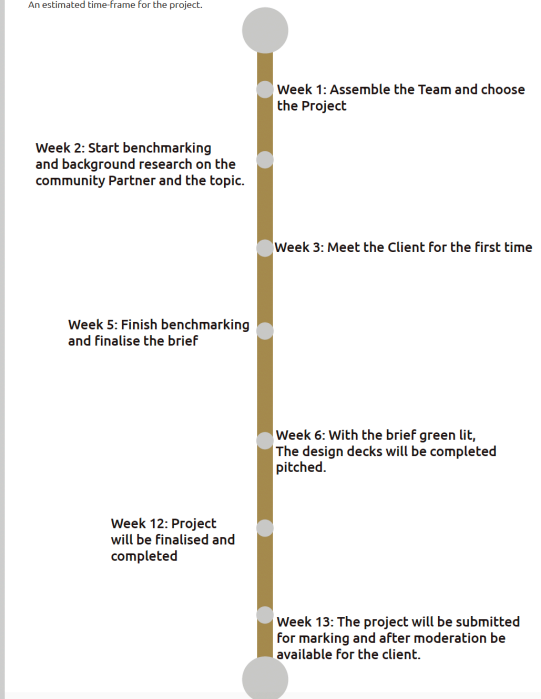 An estimated time-frame for the project.
Week 1: Assemble the Team and choose
the Project
Week 2: Start benchmarking
and background research on the
community Partner and the topic.
Week 3: Meet the Client for the first time
Week 5: Finish benchmarking
and finalise the brief
Week 6: With the brief green lit,
The design decks will be completed
pitched.
Week 12: Project
will be finalised and
completed
Week 13: The project will be submitted
for marking and after moderation be
available for the client.